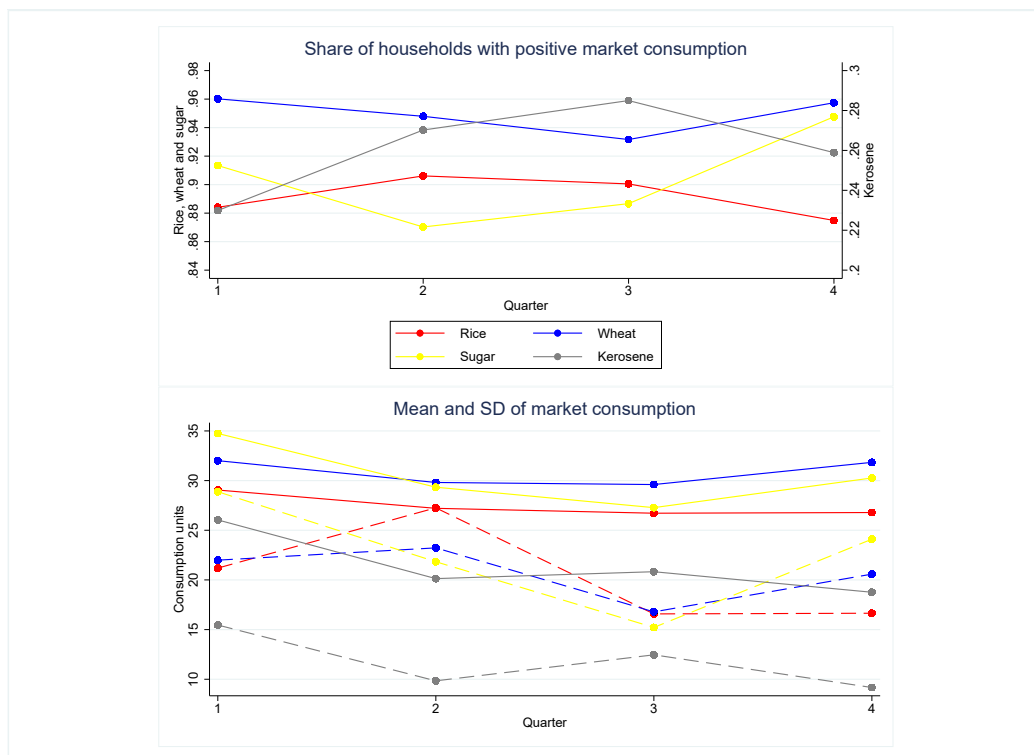 Share of households with positive market consumption
Rice, wheat and sugar
.98
.96
.94
.92
.9
.88
.86
.84
.3
.28
.26
.24
.22
.2
Kerosene
1 2 3 4
Quarter
Rice Wheat
Sugar Kerosene
Mean and SD of market consumption
Consumption units
35
30
25
20
15
10
1 2 3 4
Quarter